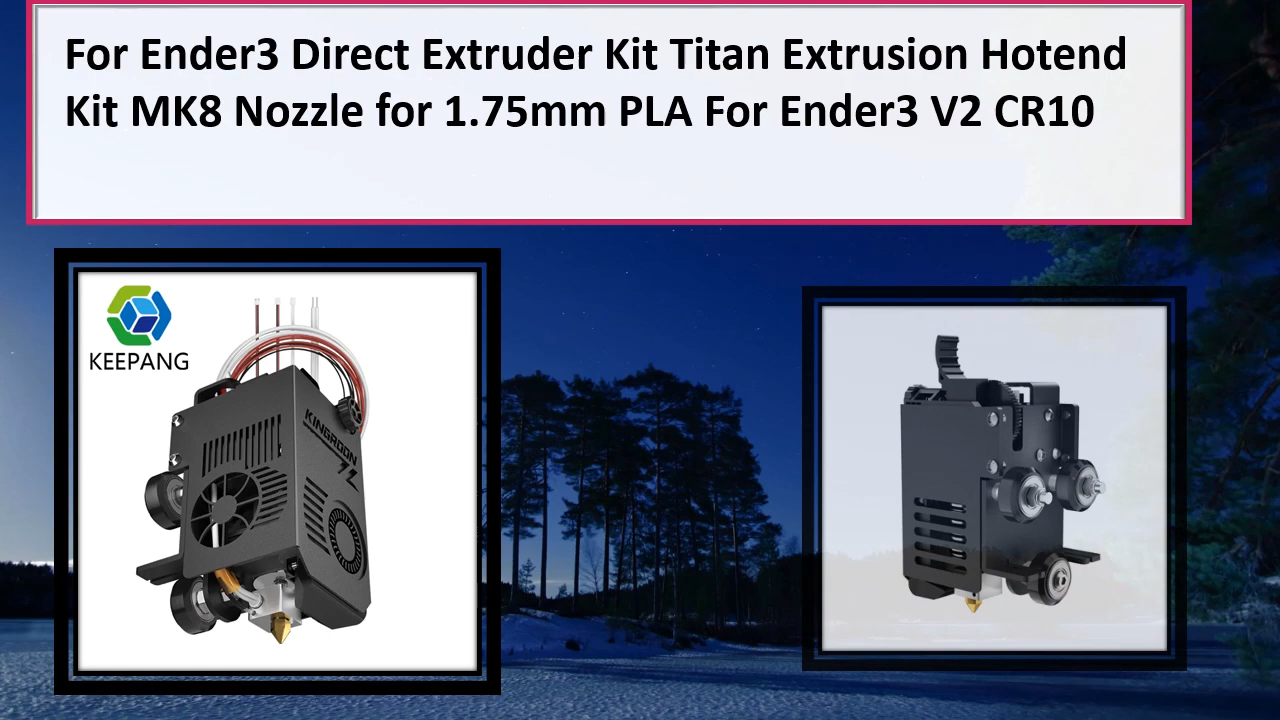 For Ender3 Direct Extruder Kit Titan Extrusion Hotend
Kit MK8 Nozzle for 1.75mm PLA For Ender3 V2 CR10
KEEPANG
KINGROON